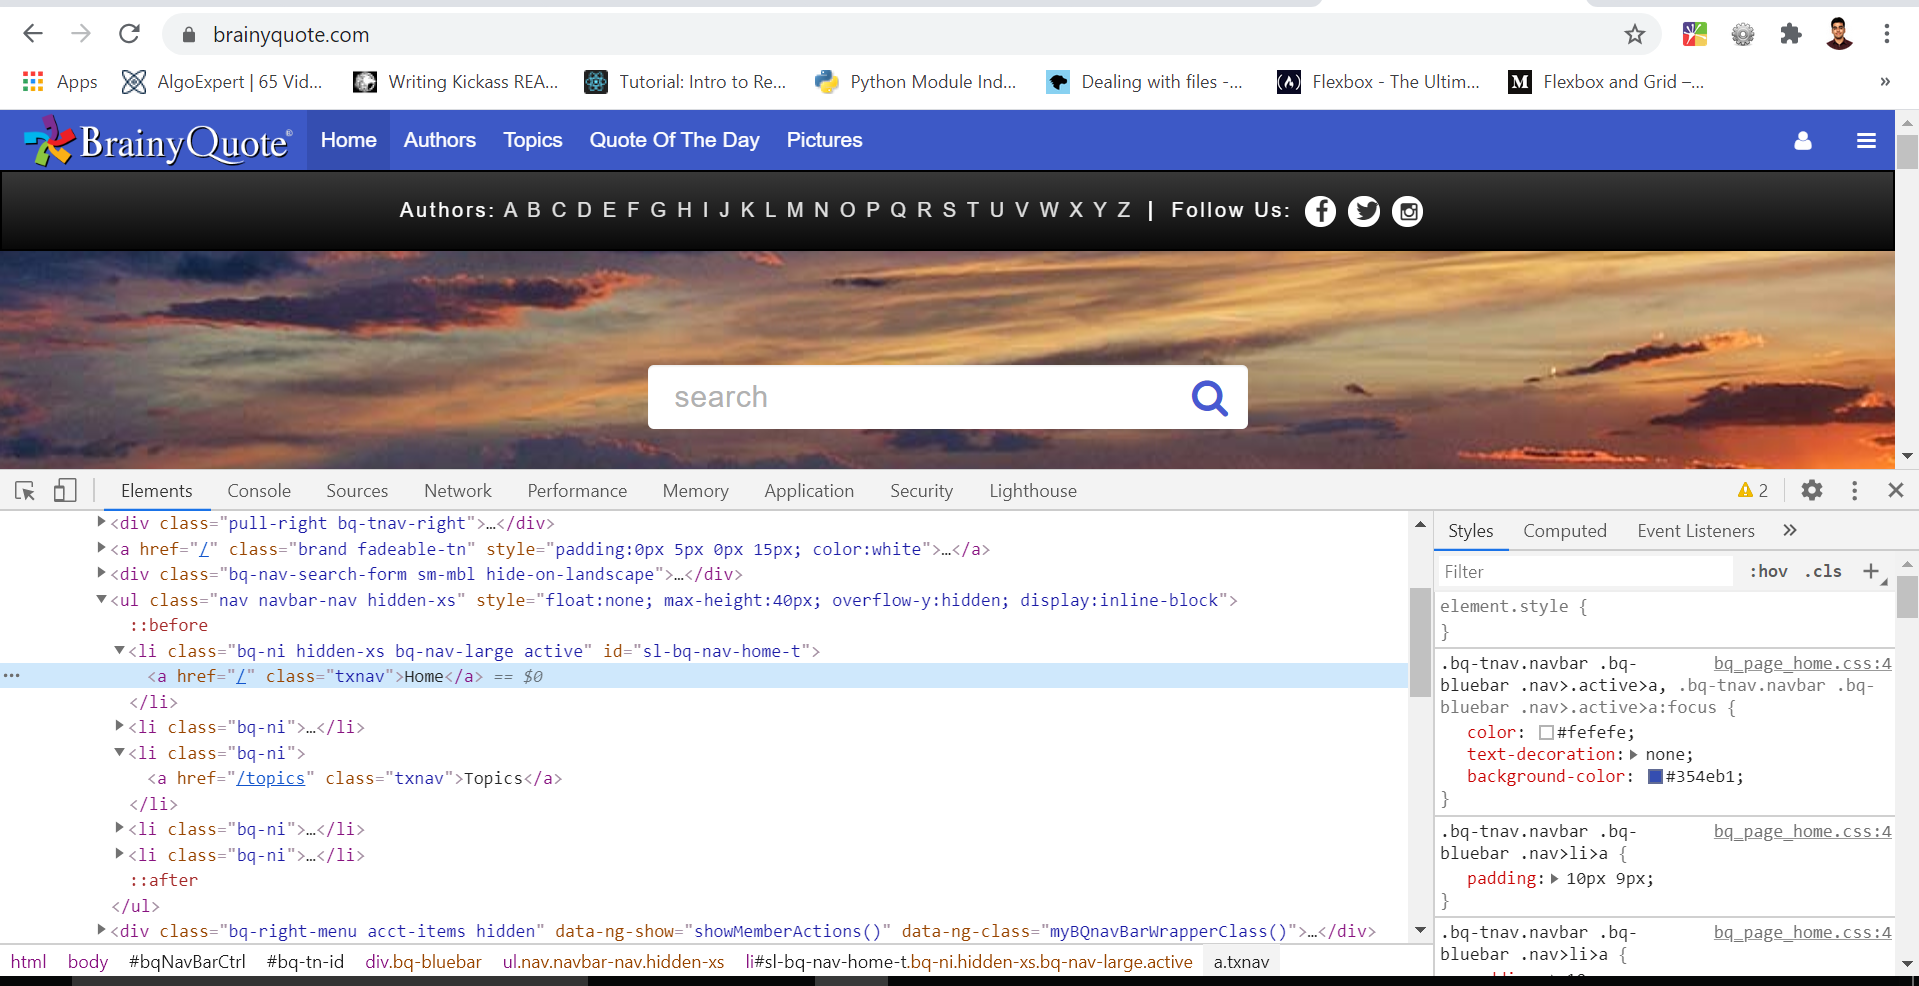 brainyquote.com
Apps AlgoExpert | 65 Vid... Writing Kickass REA... Tutorial: Intro to Re... Python Module Ind... Dealing with files -... Flexbox - The Ultim... M Flexbox and Grid –... »
BrainyQuote® Home Authors Topics Quote Of The Day Pictures
Authors: A B C D E F G H I J K L M N O P Q R S T U V W X Y Z | Follow Us:
search
Elements Console Sources Network Performance Memory Application Security Lighthouse 2
<div class="pull-right bq-tnav-right">…</div>
<a href="/" class="brand fadeable-tn" style="padding:0px 5px 0px 15px; color:white">…</a>
<div class="bq-nav-search-form sm-mbl hide-on-landscape">…</div>
<ul class="nav navbar-nav hidden-xs" style="float:none; max-height:40px; overflow-y:hidden; display:inline-block">
::before
<li class="bq-ni hidden-xs bq-nav-large active" id="sl-bq-nav-home-t">
<a href="/" class="txnav">Home</a> == $0
</li>
<li class="bq-ni">…</li>
<li class="bq-ni">
<a href="/topics" class="txnav">Topics</a>
</li>
<li class="bq-ni">…</li>
<li class="bq-ni">…</li>
::after
</ul>
<div class="bq-right-menu acct-items hidden" data-ng-show="showMemberActions()" data-ng-class="myBQnavBarWrapperClass()">…</div>
html body #bqNavBarCtrl #bq-tn-id div.bq-bluebar ul.nav.navbar-nav.hidden-xs li#sl-bq-nav-home-t.bq-ni.hidden-xs.bq-nav-large.active a.txnav
Styles Computed Event Listeners »
Filter :hov .cls +
element.style {
}
.bq-tnav.navbar .bq- bq_page_home.css:4
bluebar .nav>.active>a, .bq-tnav.navbar .bq-
bluebar .nav>.active>a:focus {
color: #fefefe;
text-decoration: none;
background-color: #354eb1;
}
.bq-tnav.navbar .bq- bq_page_home.css:4
bluebar .nav>li>a {
padding: 10px 9px;
}
.bq-tnav.navbar .bq- bq_page_home.css:4
bluebar .nav>li>a {